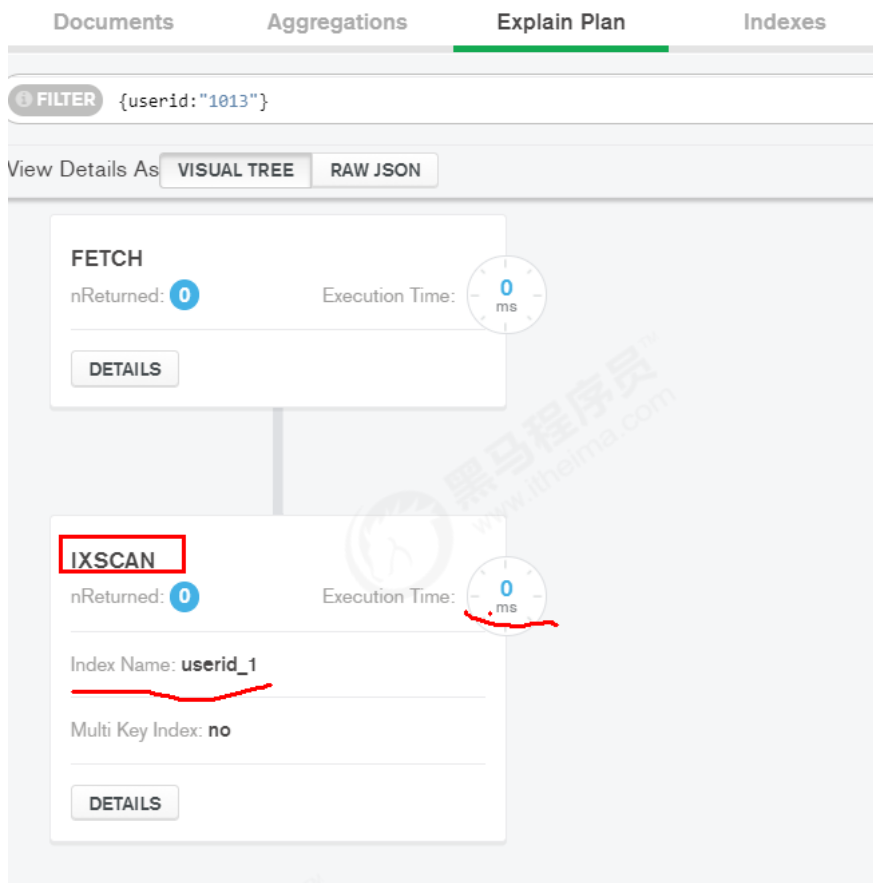 Documents Aggregations Explain Plan Indexes
FILTER {userid:"1013"}
View Details As VISUAL TREE RAW JSON
FETCH
nReturned: 0 Execution Time: 0 ms
DETAILS
黑马程序员
www.itheima.com
IXSCAN
nReturned: 0 Execution Time: 0 ms
Index Name: userid_1
Multi Key Index: no
DETAILS